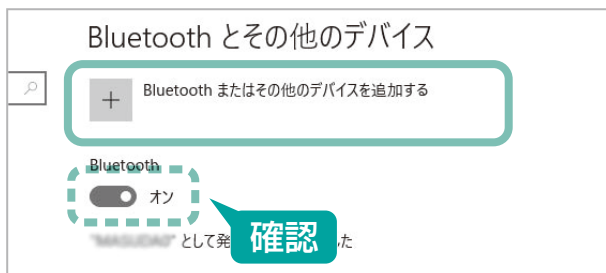 Bluetooth とその他のデバイス
Bluetooth またはその他のデバイスを追加する
Bluetooth
オン
として発
た
確認